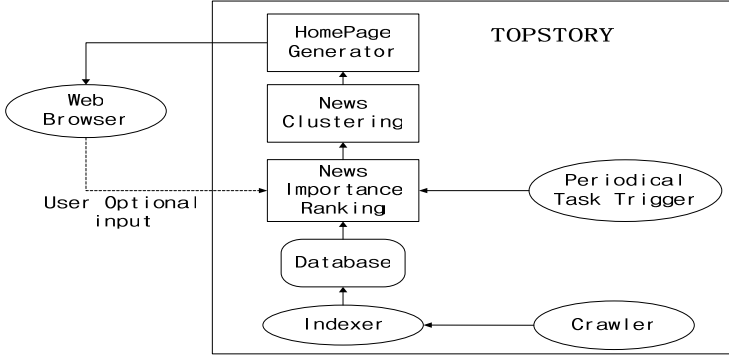 HomePage
Generator
TOPSTORY
Web
Browser
News
Clustering
News
Importance
Ranking
Periodical
Task Trigger
User Optional
input
Database
Indexer
Crawler